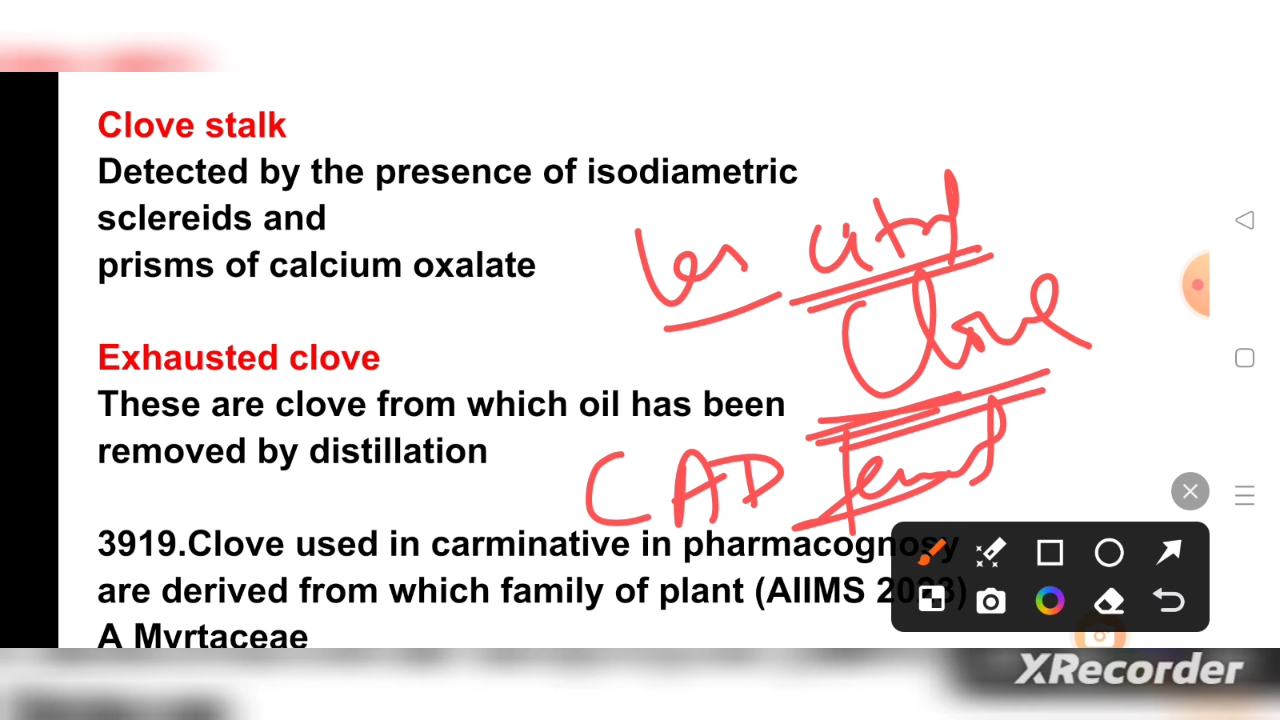 Clove stalk
Detected by the presence of isodiametric
sclereids and
prisms of calcium oxalate
Clove
Exhausted clove
These are clove from which oil has been
removed by distillation
CAD
3919.Clove used in carminative in pharmacognosy
are derived from which family of plant (AIIMS 2023)
A Myrtaceae
XRecorder